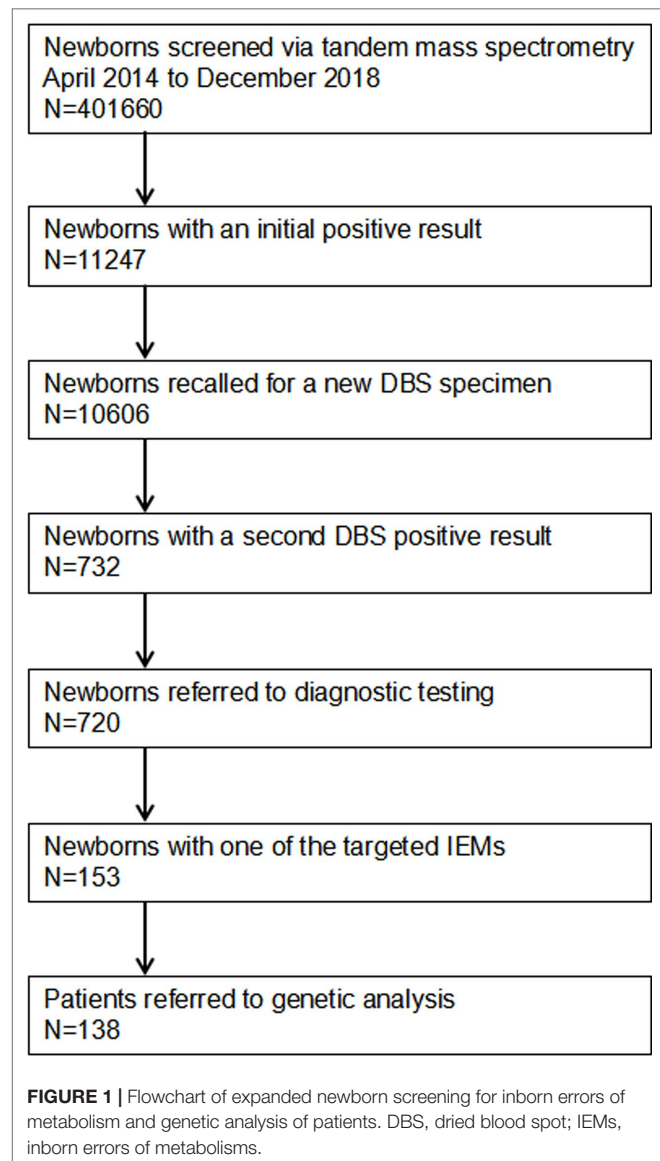 Newborns screened via tandem mass spectrometry
April 2014 to December 2018
N=401660
Newborns with an initial positive result
N=11247
Newborns recalled for a new DBS specimen
N=10606
Newborns with a second DBS positive result
N=732
Newborns referred to diagnostic testing
N=720
Newborns with one of the targeted IEMs
N=153
Patients referred to genetic analysis
N=138
FIGURE 1 | Flowchart of expanded newborn screening for inborn errors of
metabolism and genetic analysis of patients. DBS, dried blood spot; IEMs,
inborn errors of metabolisms.